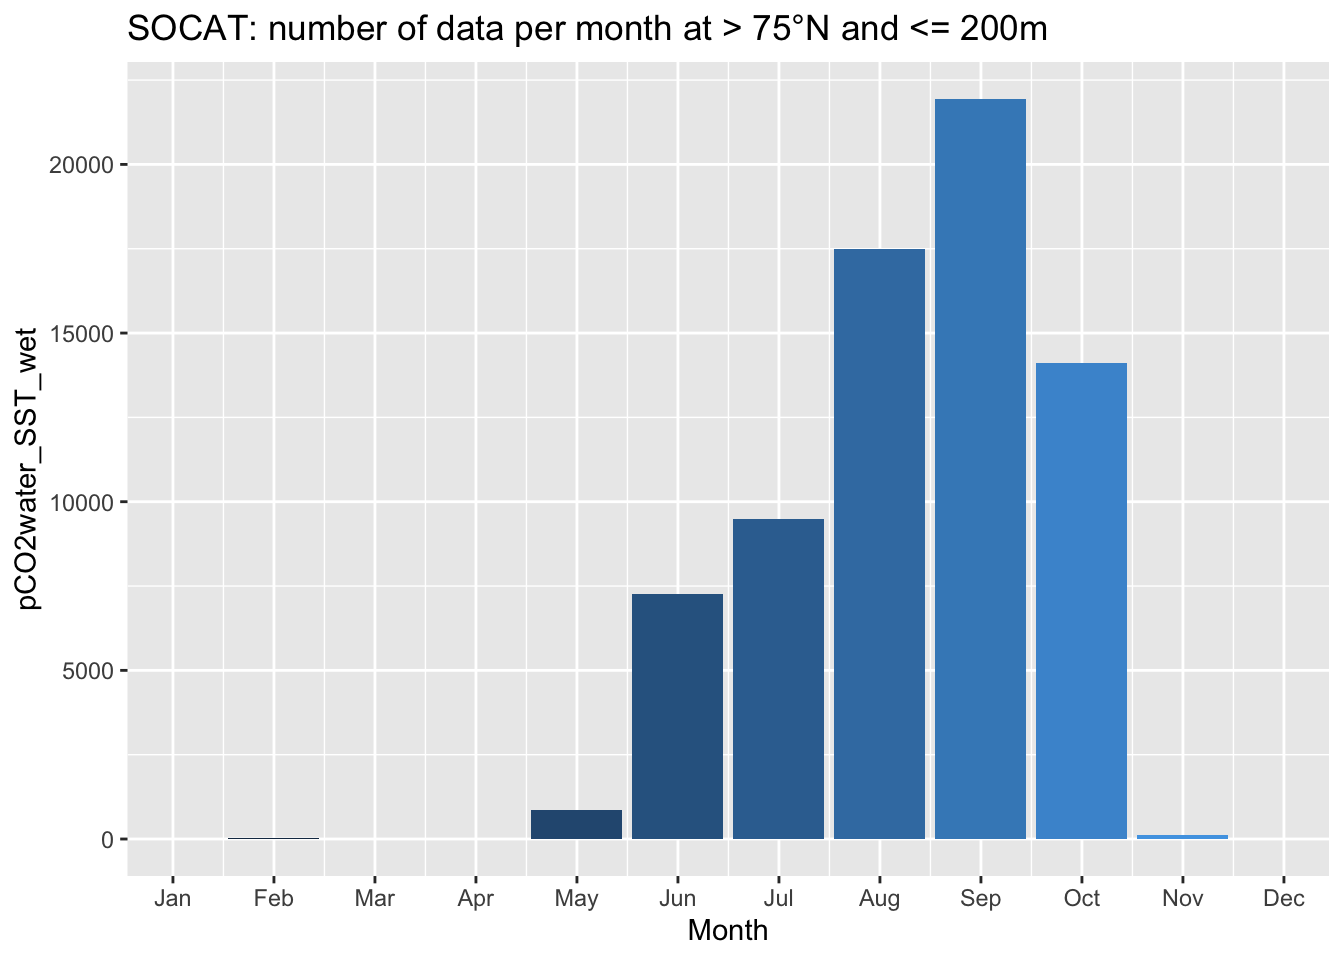 SOCAT: number of data per month at > 75°N and <= 200m
pCO2water_SST_wet
20000
15000
10000
5000
0
Jan Feb Mar Apr May Jun Jul Aug Sep Oct Nov Dec
Month